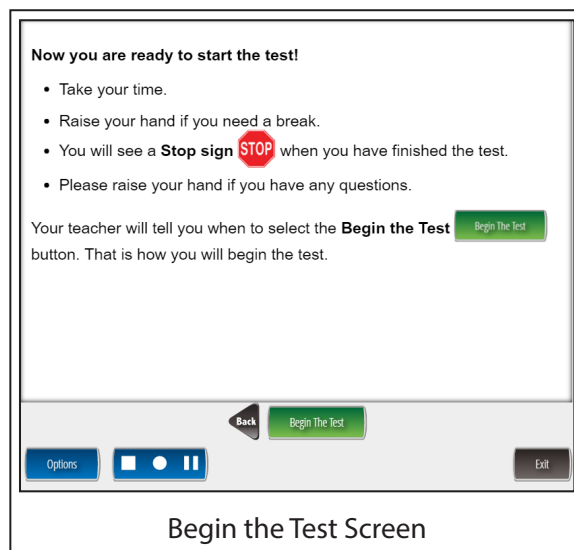 Now you are ready to start the test!
• Take your time.
• Raise your hand if you need a break.
• You will see a Stop sign STOP when you have finished the test.
• Please raise your hand if you have any questions.
Your teacher will tell you when to select the Begin the Test Begin The Test
button. That is how you will begin the test.
Back Begin The Test
Options Exit
Begin the Test Screen